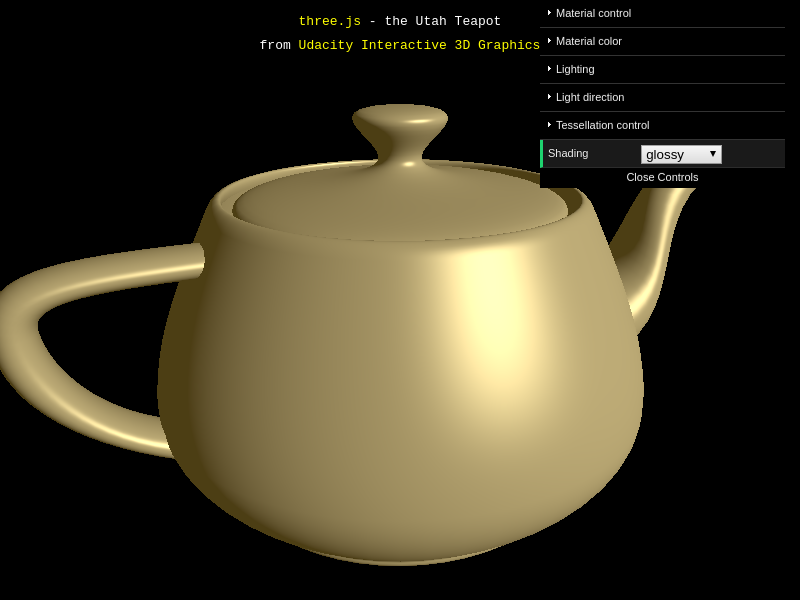 three.js - the Utah Teapot
from Udacity Interactive 3D Graphics
Material control
Material color
Lighting
Light direction
Tessellation control
Shading glossy
Close Controls